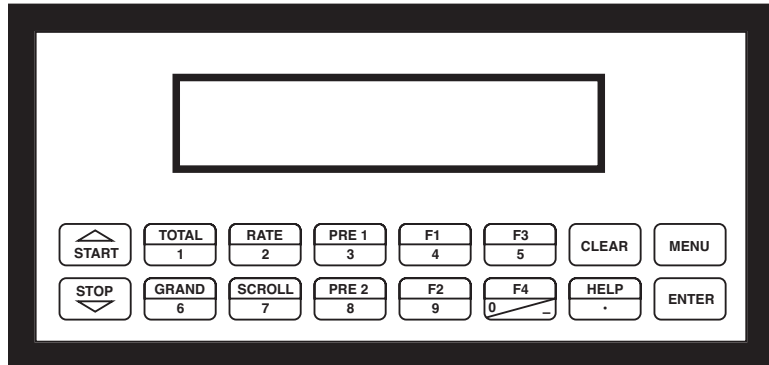 START
TOTAL
1
RATE
2
PRE 1
3
F1
4
F3
5
CLEAR
MENU
STOP
GRAND
6
SCROLL
7
PRE 2
8
F2
9
F4
0 –
HELP
.
ENTER